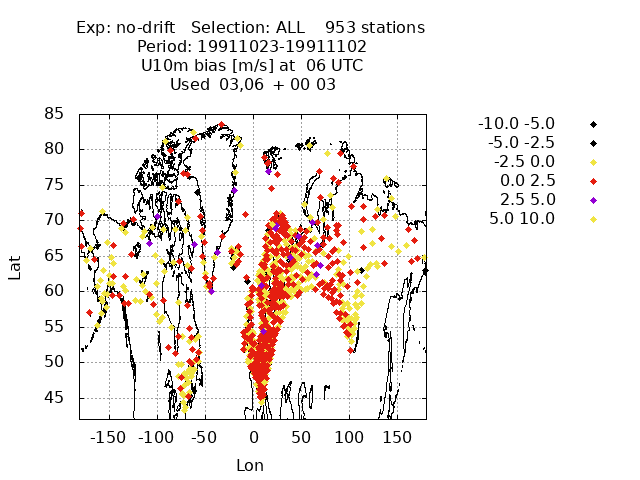 Exp: no-drift   Selection: ALL    953 stations
Period: 19911023-19911102
U10m bias [m/s] at  06 UTC
Used  03,06  + 00 03
-10.0 -5.0
-5.0 -2.5
-2.5 0.0
0.0 2.5
2.5 5.0
5.0 10.0
85
80
75
70
65
60
55
50
45
Lat
-150 -100 -50 0 50 100 150
Lon